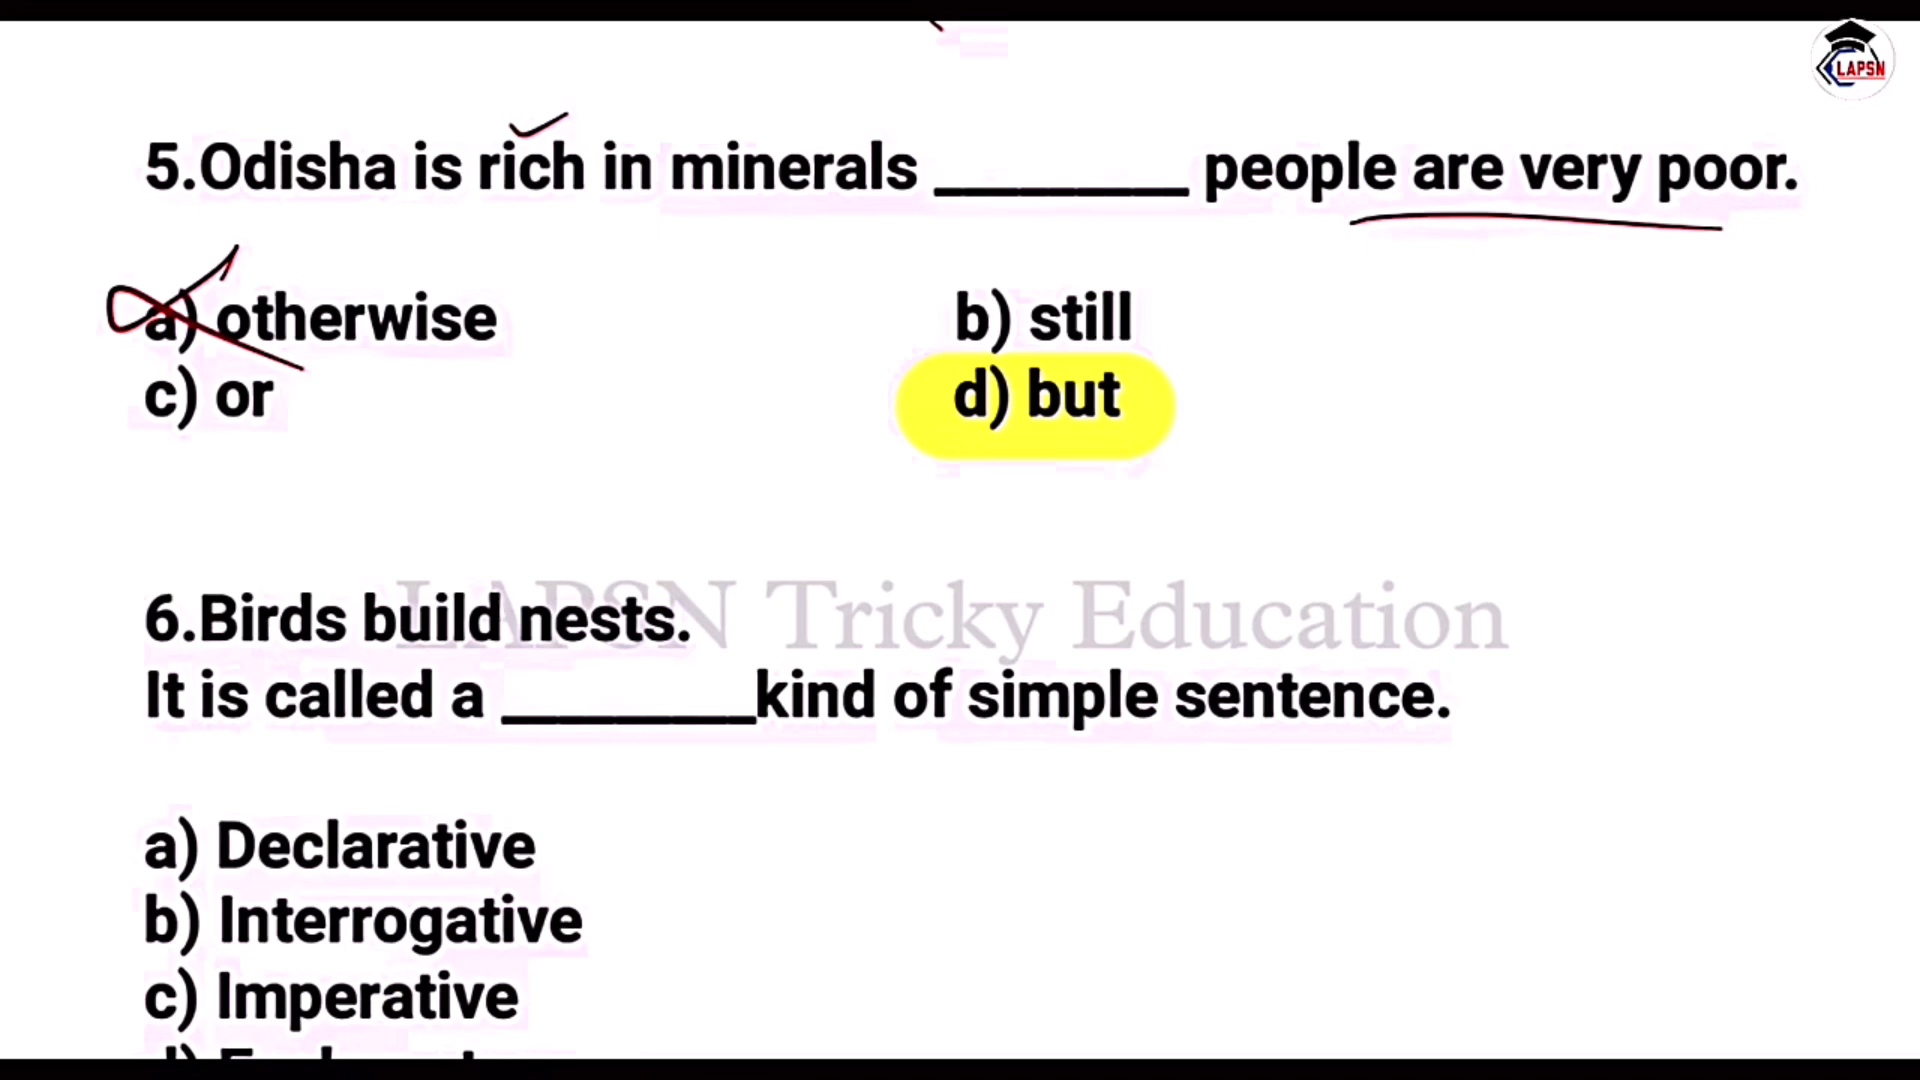 LAPSN
5.Odisha is rich in minerals ________ people are very poor.
a) otherwise
b) still
c) or
d) but
LAPSN Tricky Education
6.Birds build nests.
It is called a ________kind of simple sentence.
a) Declarative
b) Interrogative
c) Imperative